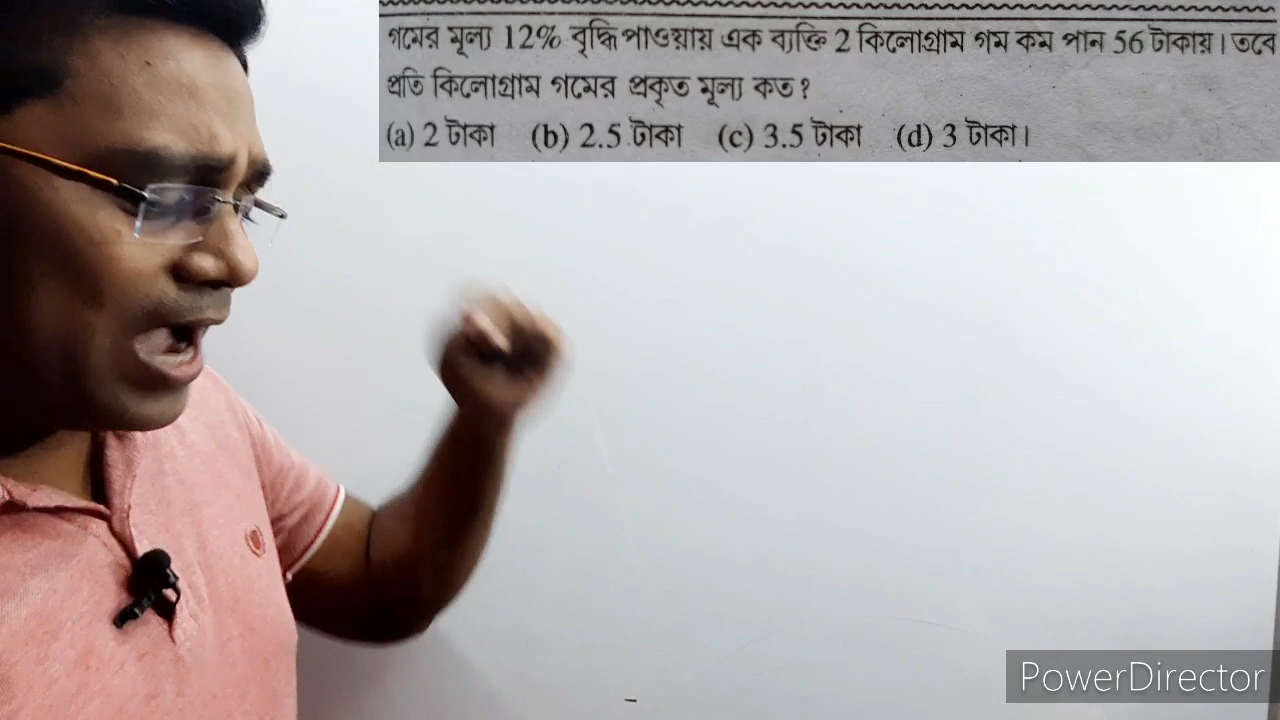 গমের মূল্য 12% বৃদ্ধি পাওয়ায় এক ব্যক্তি 2 কিলোগ্রাম গম কম পান 56 টাকায়। তবে
প্রতি কিলোগ্রাম গমের প্রকৃত মূল্য কত?
(a) 2 টাকা (b) 2.5 টাকা (c) 3.5 টাকা (d) 3 টাকা।
PowerDirector